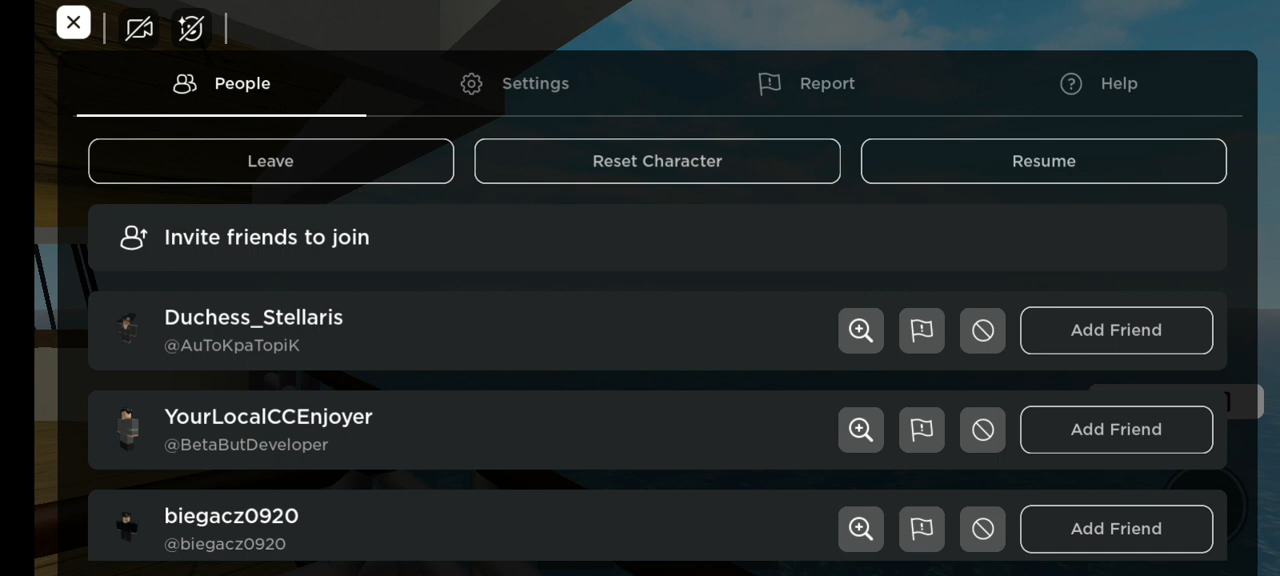 People
Settings
Report
Help
Leave
Reset Character
Resume
Invite friends to join
Duchess_Stellaris
@AuToKpaTopiK
Add Friend
YourLocalCCEnjoyer
@BetaButDeveloper
Add Friend
biegacz0920
@biegacz0920
Add Friend